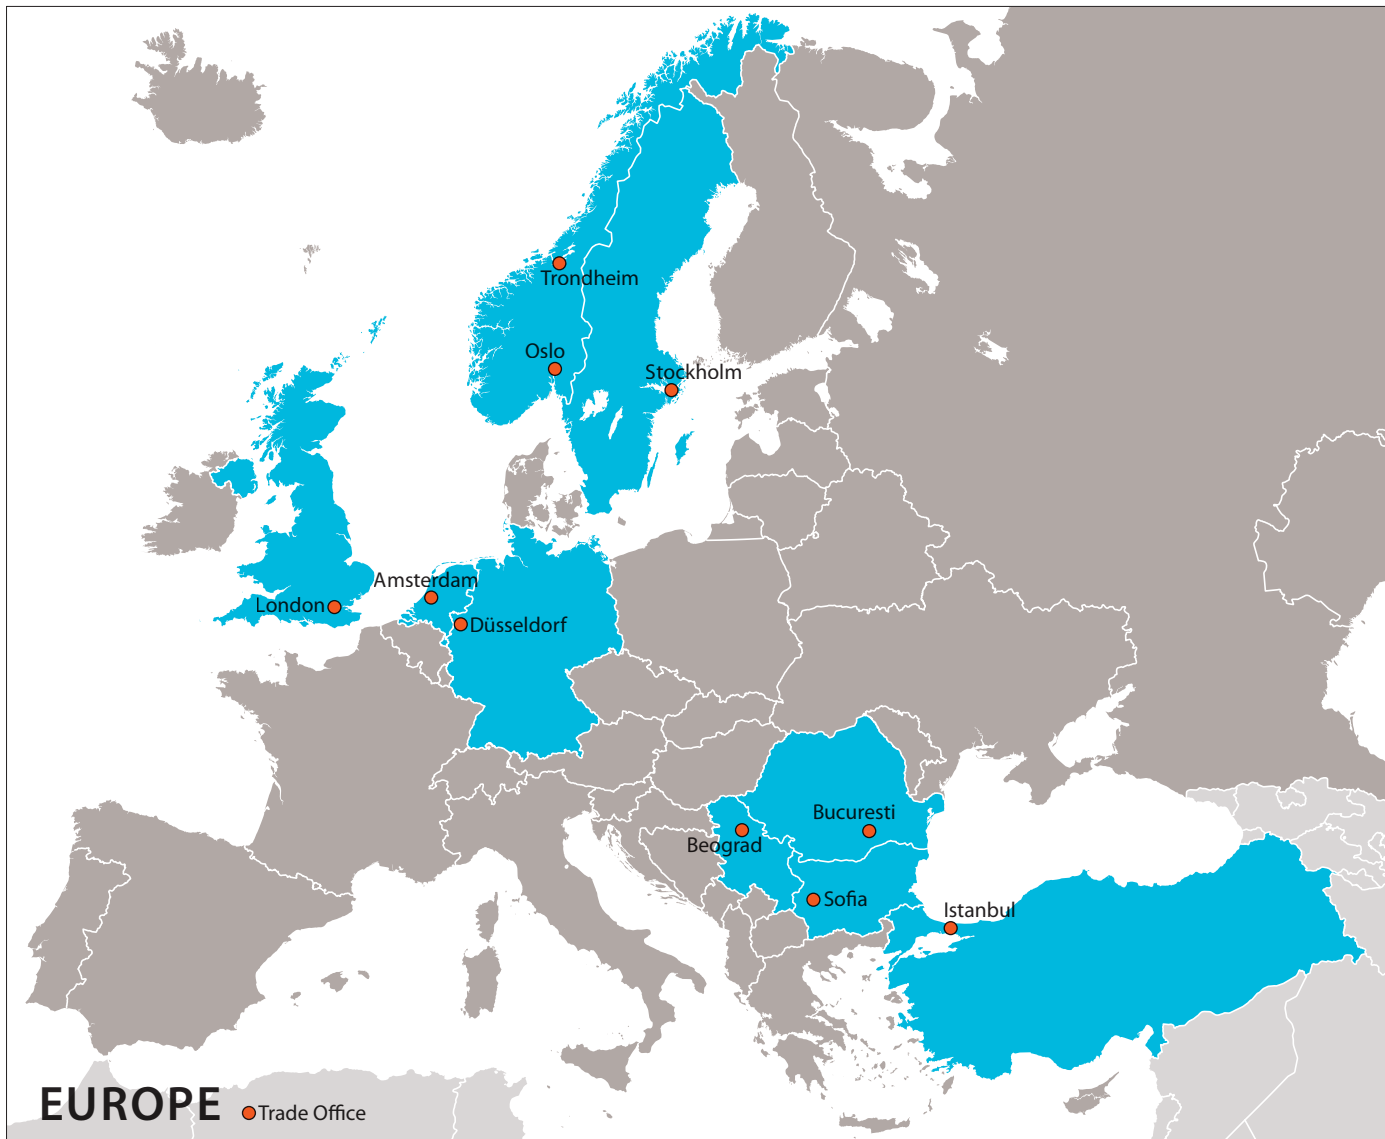 Trondheim
Oslo
Stockholm
Amsterdam
London
Düsseldorf
Bucuresti
Beograd
Sofia
Istanbul
EUROPE
Trade Office